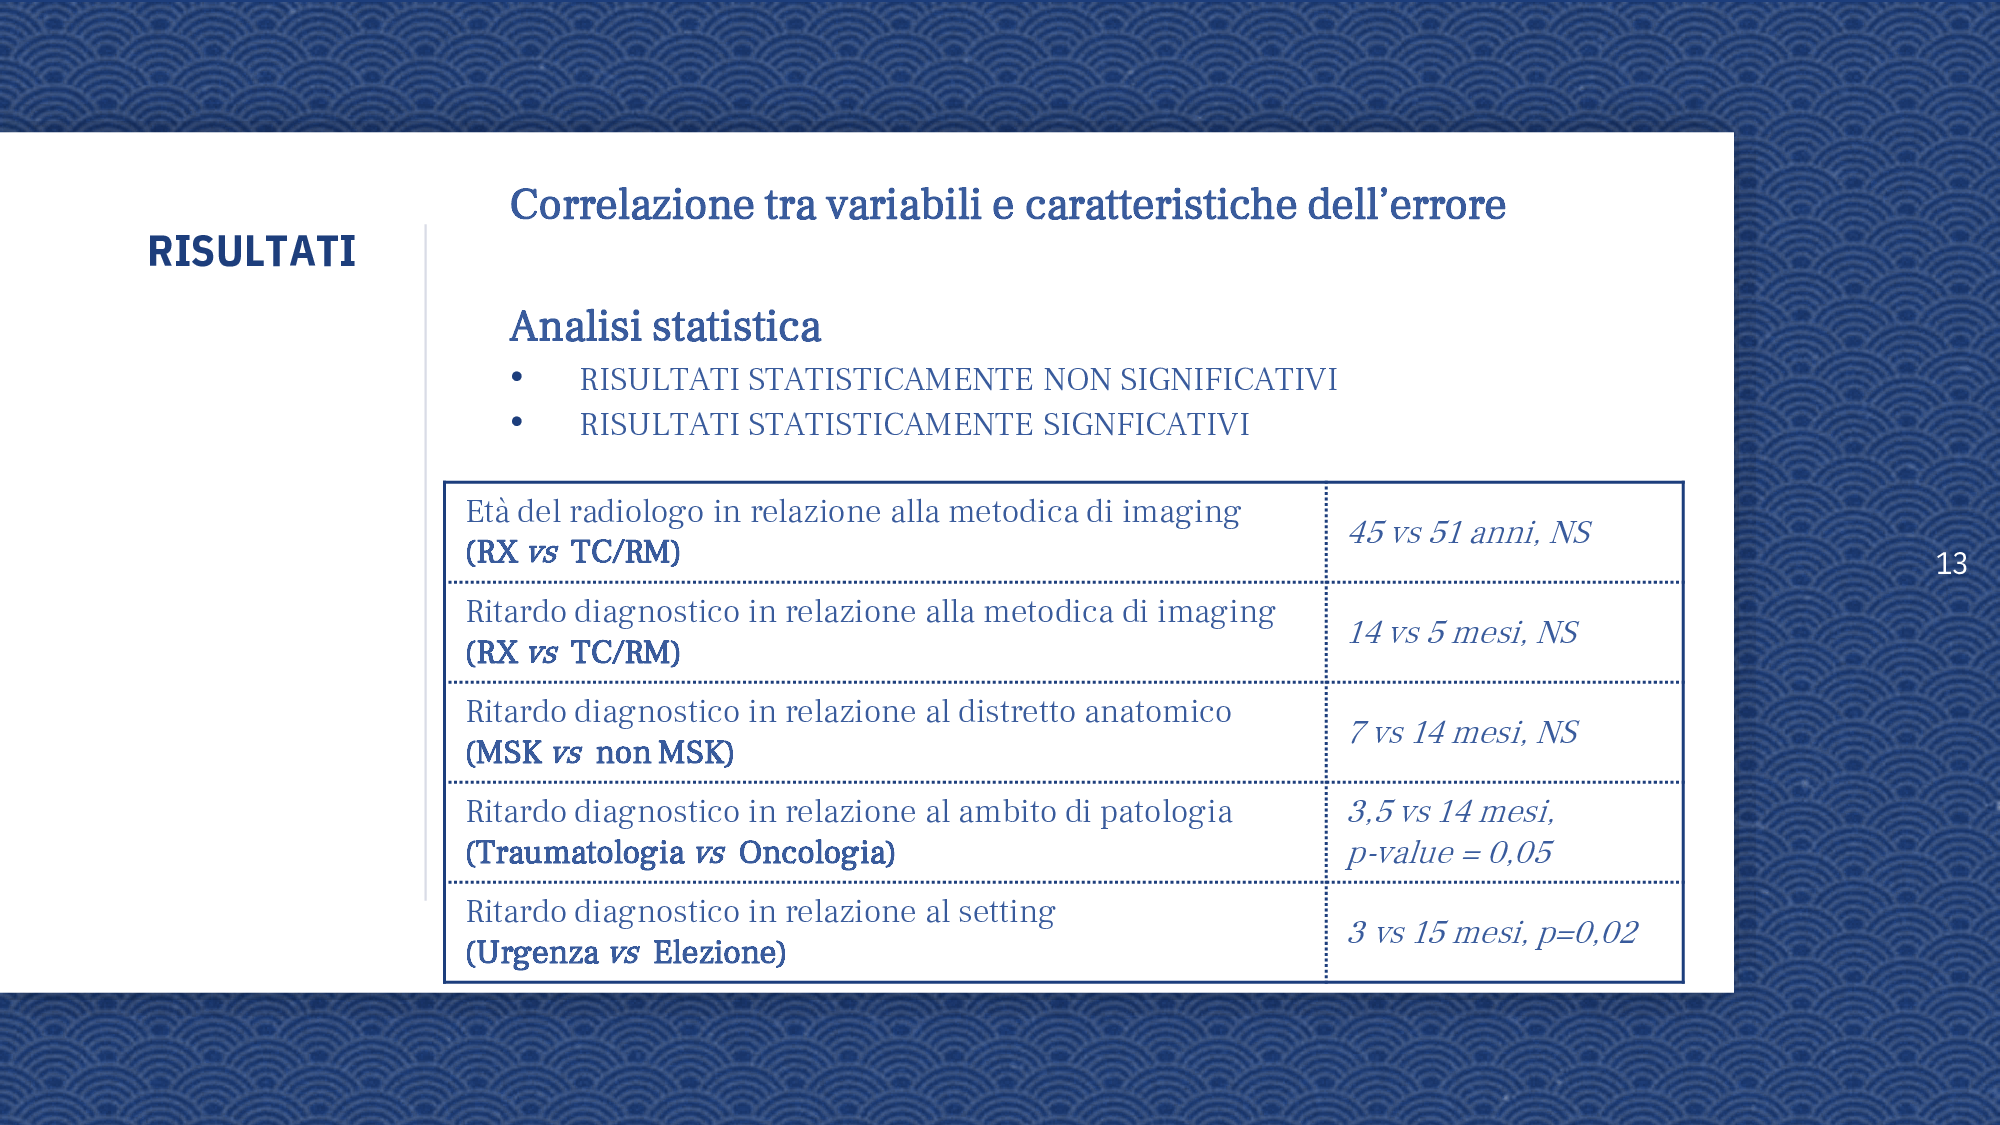 RISULTATI
Correlazione tra variabili e caratteristiche dell’errore
Analisi statistica
• RISULTATI STATISTICAMENTE NON SIGNIFICATIVI
• RISULTATI STATISTICAMENTE SIGNFICATIVI
Età del radiologo in relazione alla metodica di imaging
(RX vs TC/RM)
45 vs 51 anni, NS
Ritardo diagnostico in relazione alla metodica di imaging
(RX vs TC/RM)
14 vs 5 mesi, NS
Ritardo diagnostico in relazione al distretto anatomico
(MSK vs non MSK)
7 vs 14 mesi, NS
Ritardo diagnostico in relazione al ambito di patologia
(Traumatologia vs Oncologia)
3,5 vs 14 mesi,
p-value = 0,05
Ritardo diagnostico in relazione al setting
(Urgenza vs Elezione)
3 vs 15 mesi, p=0,02
13